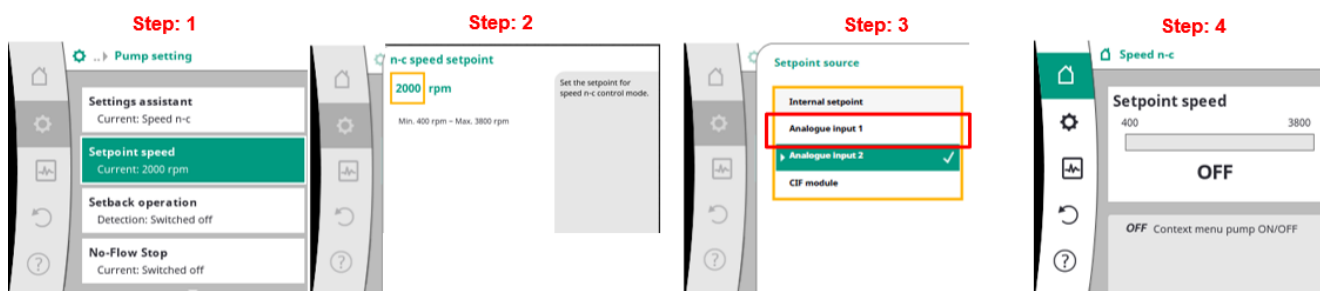 Step: 1
..› Pump setting
Settings assistant
Current: Speed n-c
Setpoint speed
Current: 2000 rpm
Setback operation
Detection: Switched off
No-Flow Stop
Current: Switched off
Step: 2
n-c speed setpoint
2000 rpm
Min. 400 rpm – Max. 3800 rpm
Set the setpoint for
speed n-c control mode.
Step: 3
Setpoint source
Internal setpoint
Analogue input 1
Analogue input 2
CIF module
Step: 4
Speed n-c
Setpoint speed
400 3800
OFF
OFF Context menu pump ON/OFF
?
?
?
?